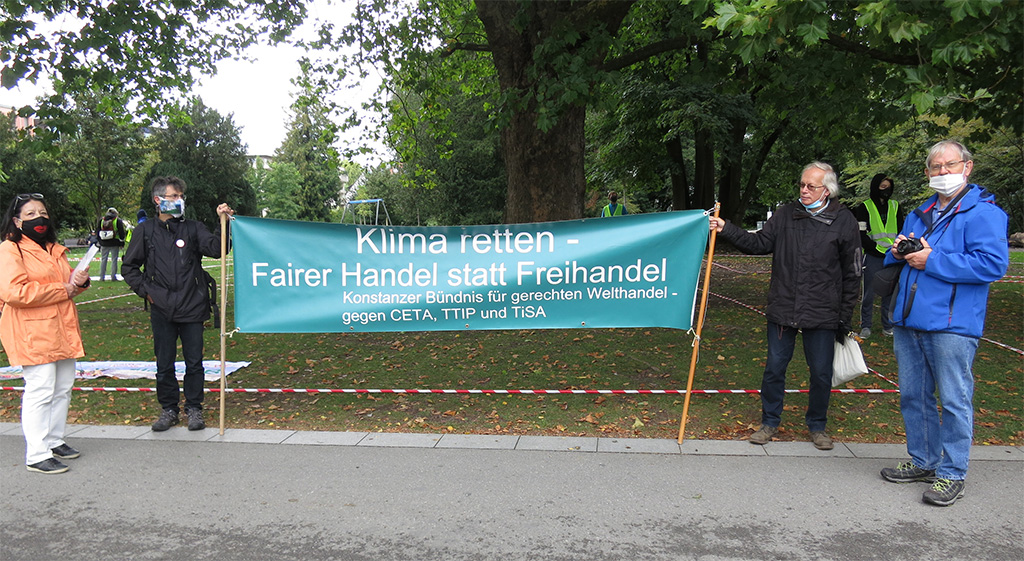 Klima retten -
Fairer Handel statt Freihandel
Konstanzer Bündnis für gerechten Welthandel -
gegen CETA, TTIP und TiSA